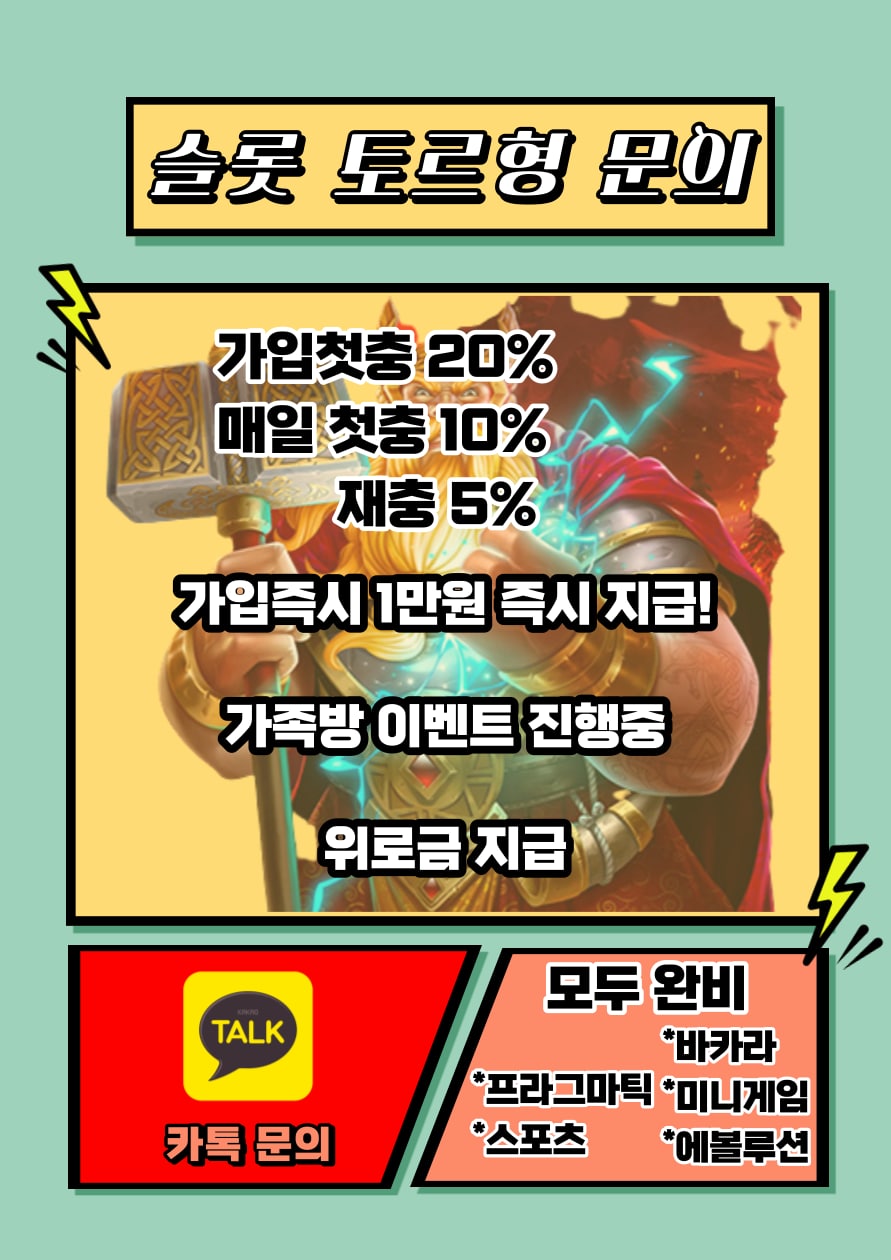 슬롯 토르형 문의
가입첫충 20%
매일 첫충 10%
재충 5%
가입즉시 1만원 즉시 지급!
가족방 이벤트 진행중
위로금 지급
KAKAO
TALK
카톡 문의
모두 완비
*바카라
*프라그마틱 *미니게임
*스포츠 *에볼루션